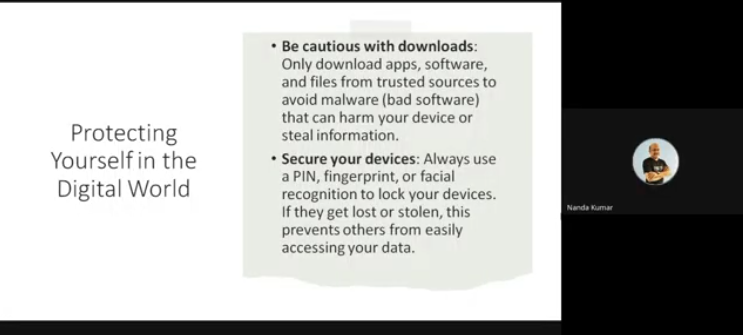 Protecting
Yourself in the
Digital World
• Be cautious with downloads:
Only download apps, software,
and files from trusted sources to
avoid malware (bad software)
that can harm your device or
steal information.
• Secure your devices: Always use
a PIN, fingerprint, or facial
recognition to lock your devices.
If they get lost or stolen, this
prevents others from easily
accessing your data.
Nanda Kumar